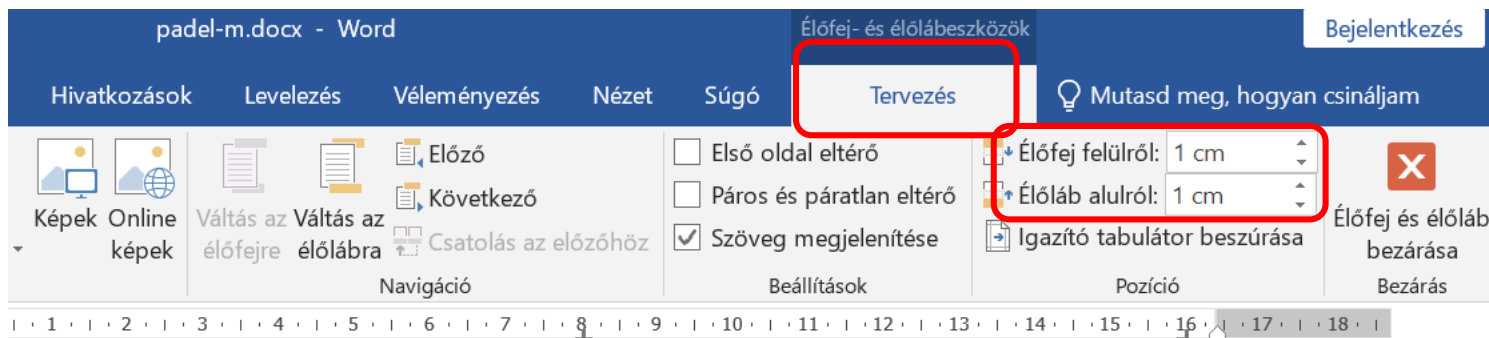 padel-m.docx - Word
Élőfej- és élőlábeszközök
Bejelentkezés
Hivatkozások
Levelezés
Véleményezés
Nézet
Súgó
Tervezés
Mutasd meg, hogyan csináljam
Képek
Online
képek
Váltás az
élőfejre
Váltás az
élőlábra
Előző
Következő
Csatolás az előzőhöz
Navigáció
Első oldal eltérő
Páros és páratlan eltérő
Szöveg megjelenítése
Beállítások
Élőfej felülről: 1 cm
Élőláb alulról: 1 cm
Igazító tabulátor beszúrása
Pozíció
Élőfej és élőláb
bezárása
Bezárás
1 2 3 4 5 6 7 8 9 10 11 12 13 14 15 16 17 18